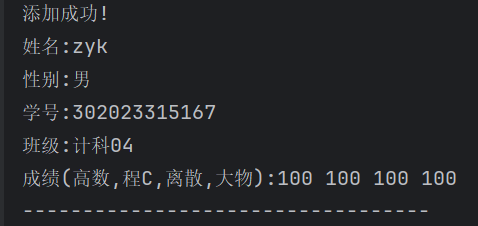 添加成功!
姓名:zyk
性别:男
学号:302023315167
班级:计科04
成绩(高数,程C,离散,大物):100 100 100 100
----------------------------------